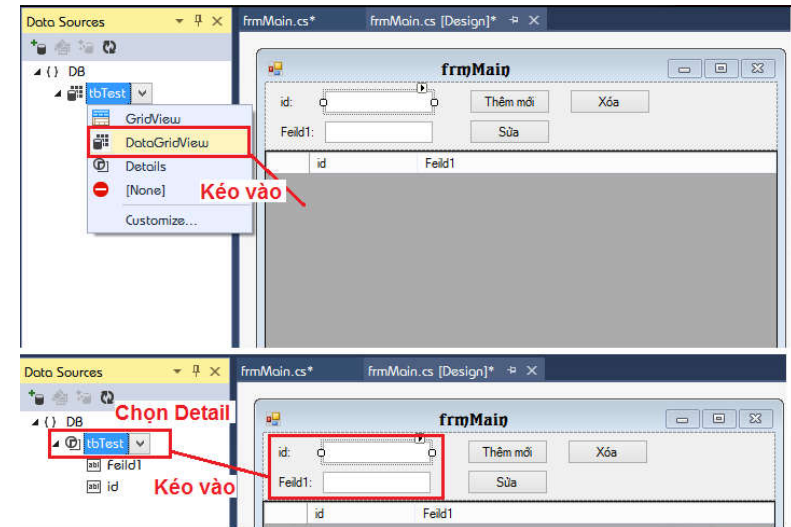 Data Sources
frmMain.cs*
frmMain.cs [Design]*
{ } DB
tbTest
GridView
DataGridView
Details
[None]
Customize...
Kéo vào
frmMain
id:
Thêm mới
Xóa
Feild1:
Sửa
id
Feild1
Data Sources
frmMain.cs*
frmMain.cs [Design]*
{ } DB
Chọn Detail
tbTest
Feild1
id
Kéo vào
frmMain
id:
Thêm mới
Xóa
Feild1:
Sửa
id
Feild1